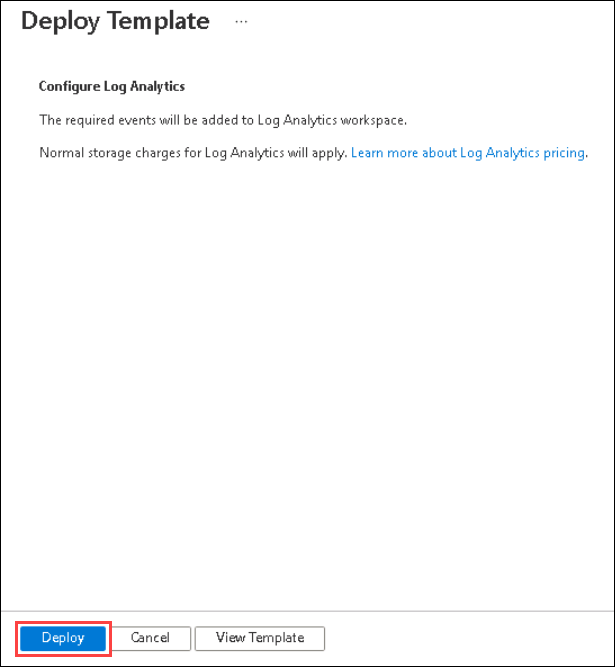 Deploy Template ...
Configure Log Analytics
The required events will be added to Log Analytics workspace.
Normal storage charges for Log Analytics will apply. Learn more about Log Analytics pricing.
Deploy Cancel View Template